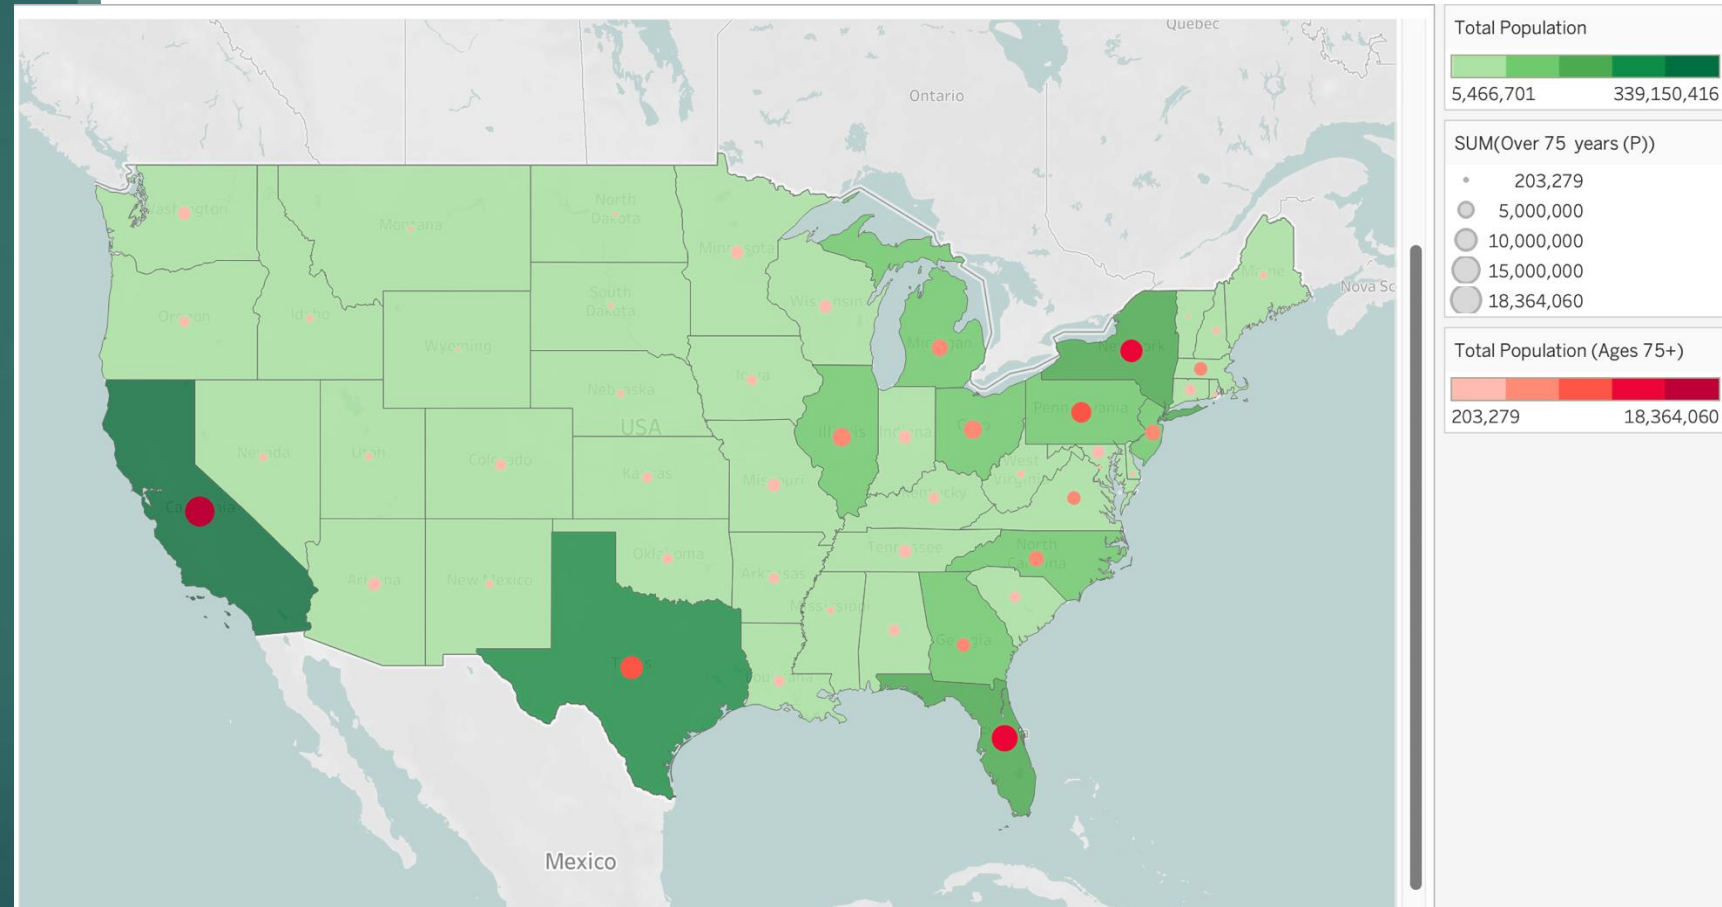 Quebec
Ontario
Washington
North
Dakota
Montana
Minnesota
Maine
Nova Sc
South
Dakota
Oregon
Idaho
Wisconsin
Wyoming
Michigan
New York
Iowa
Nebraska
Pennsylvania
USA
Illinois
Indiana
Ohio
Nevada
Utah
Colorado
Kansas
Missouri
West
Virginia
Kentucky
California
North
Carolina
Tennessee
Oklahoma
Arizona
New Mexico
Arkansas
Mississippi
Georgia
Texas
Louisiana
Mexico
Total Population
5,466,701 339,150,416
SUM(Over 75 years (P))
203,279
5,000,000
10,000,000
15,000,000
18,364,060
Total Population (Ages 75+)
203,279 18,364,060